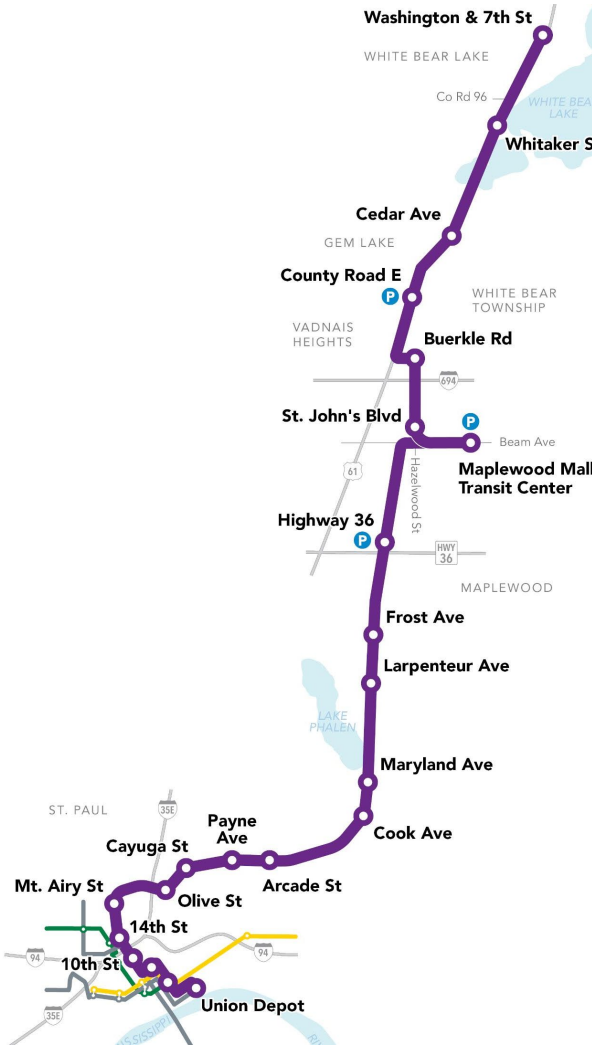 Washington & 7th St
WHITE BEAR LAKE
Co Rd 96
WHITE BEA
LAKE
Whitaker S
Cedar Ave
GEM LAKE
County Road E
P
WHITE BEAR
TOWNSHIP
VADNAIS
HEIGHTS
Buerkle Rd
694
St. John's Blvd
P
Beam Ave
61
Hazelwood St
Maplewood Mall
Transit Center
Highway 36
P
HWY
36
MAPLEWOOD
Frost Ave
Larpenteur Ave
LAKE
PHALEN
Maryland Ave
ST. PAUL
35E
Payne
Ave
Cook Ave
Cayuga St
Arcade St
Mt. Airy St
Olive St
14th St
94
10th St
94
Union Depot
35E
ISSISSIPPI
RI